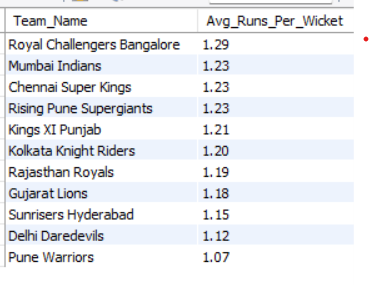 Team_Name Avg_Runs_Per_Wicket
Royal Challengers Bangalore 1.29
Mumbai Indians 1.23
Chennai Super Kings 1.23
Rising Pune Supergiants 1.23
Kings XI Punjab 1.21
Kolkata Knight Riders 1.20
Rajasthan Royals 1.19
Gujarat Lions 1.18
Sunrisers Hyderabad 1.15
Delhi Daredevils 1.12
Pune Warriors 1.07